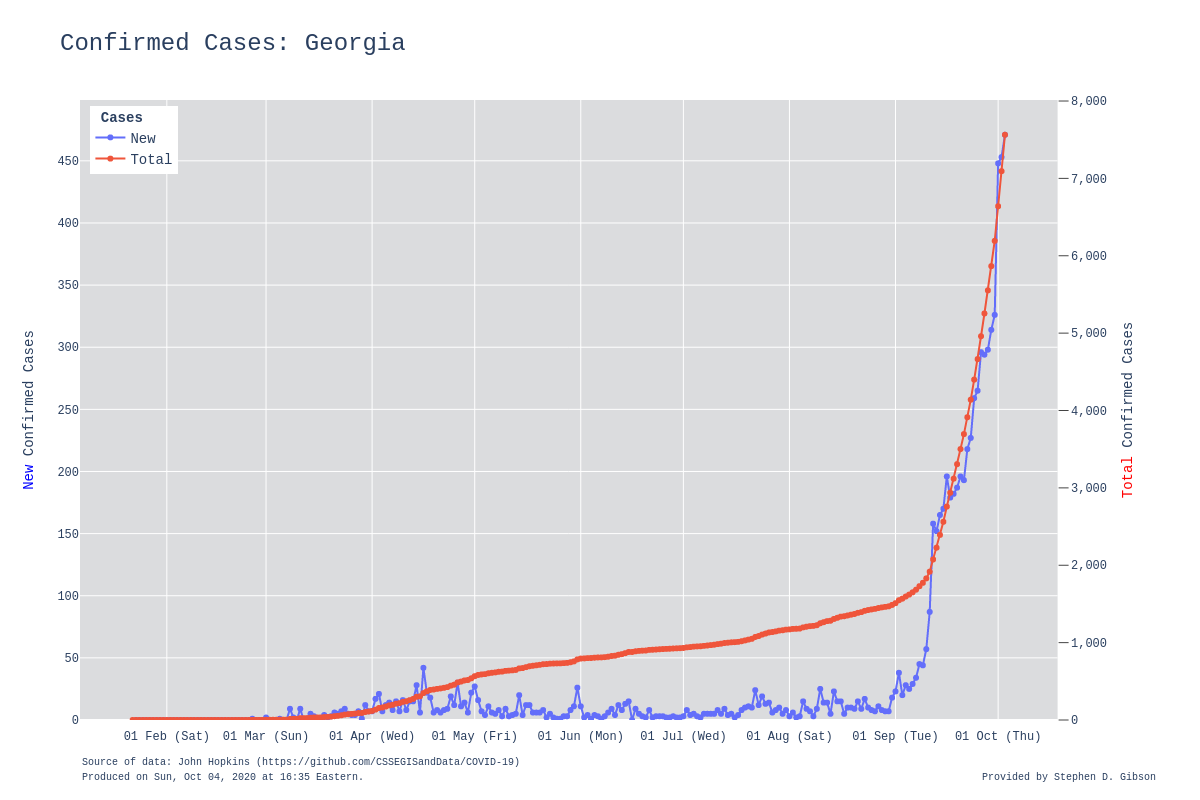 Confirmed Cases: Georgia
Cases
New
Total
450
400
350
300
250
200
150
100
50
0
New Confirmed Cases
8,000
7,000
6,000
5,000
4,000
3,000
2,000
1,000
0
Total Confirmed Cases
01 Feb (Sat) 01 Mar (Sun) 01 Apr (Wed) 01 May (Fri) 01 Jun (Mon) 01 Jul (Wed) 01 Aug (Sat) 01 Sep (Tue) 01 Oct (Thu)
Source of data: John Hopkins (https://github.com/CSSEGISandData/COVID-19)
Produced on Sun, Oct 04, 2020 at 16:35 Eastern.
Provided by Stephen D. Gibson